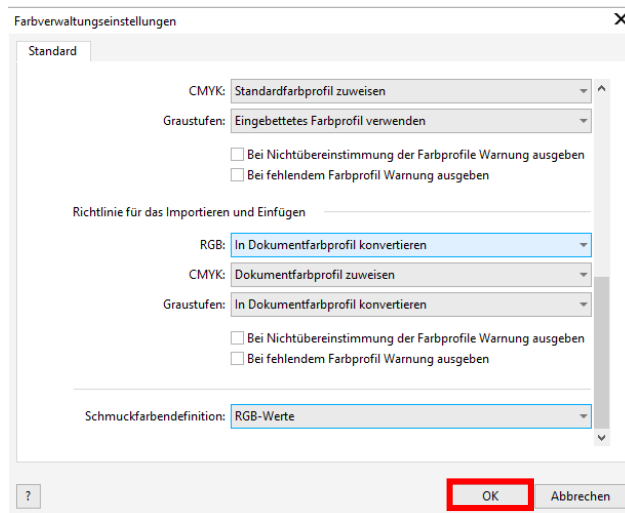 Farbverwaltungseinstellungen
Standard
CMYK: Standardfarbprofil zuweisen
Graustufen: Eingebettetes Farbprofil verwenden
Bei Nichtübereinstimmung der Farbprofile Warnung ausgeben
Bei fehlendem Farbprofil Warnung ausgeben
Richtlinie für das Importieren und Einfügen
RGB: In Dokumentfarbprofil konvertieren
CMYK: Dokumentfarbprofil zuweisen
Graustufen: In Dokumentfarbprofil konvertieren
Bei Nichtübereinstimmung der Farbprofile Warnung ausgeben
Bei fehlendem Farbprofil Warnung ausgeben
Schmuckfarbendefinition: RGB-Werte
? OK Abbrechen